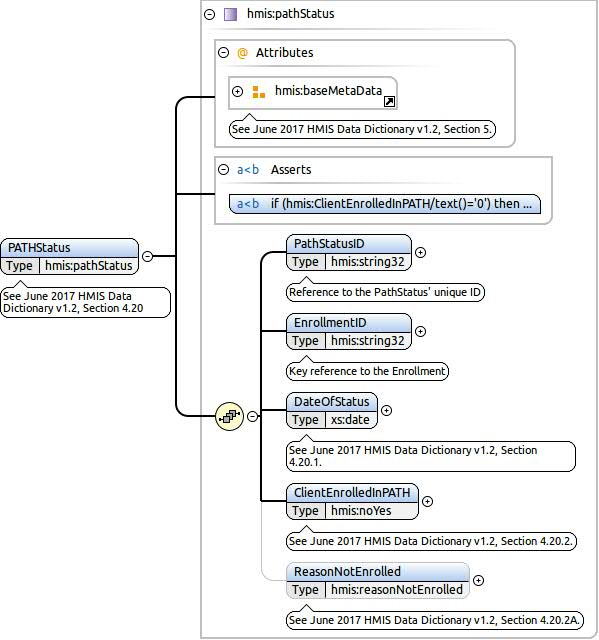 hmis:pathStatus
@ Attributes
hmis:baseMetaData
See June 2017 HMIS Data Dictionary v1.2, Section 5.
a<b Asserts
a<b if (hmis:ClientEnrolledInPATH/text()='0') then ...
PATHStatus
Type hmis:pathStatus
See June 2017 HMIS Data
Dictionary v1.2, Section 4.20
PathStatusID
Type hmis:string32
Reference to the PathStatus' unique ID
EnrollmentID
Type hmis:string32
Key reference to the Enrollment
DateOfStatus
Type xs:date
See June 2017 HMIS Data Dictionary v1.2, Section
4.20.1.
ClientEnrolledInPATH
Type hmis:noYes
See June 2017 HMIS Data Dictionary v1.2, Section 4.20.2.
ReasonNotEnrolled
Type hmis:reasonNotEnrolled
See June 2017 HMIS Data Dictionary v1.2, Section 4.20.2A.